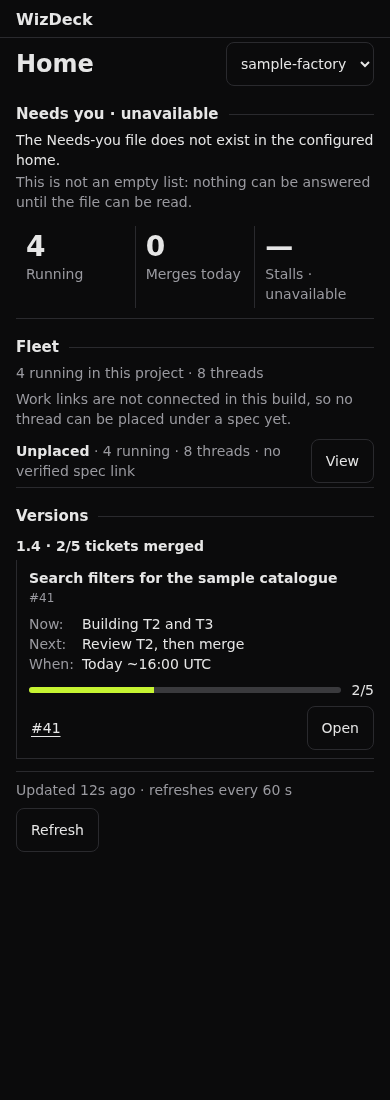 WizDeck
Home
sample-factory
Needs you · unavailable
The Needs-you file does not exist in the configured
home.
This is not an empty list: nothing can be answered
until the file can be read.
4
Running
0
Merges today
—
Stalls ·
unavailable
Fleet
4 running in this project · 8 threads
Work links are not connected in this build, so no
thread can be placed under a spec yet.
Unplaced · 4 running · 8 threads · no
verified spec link
View
Versions
1.4 · 2/5 tickets merged
Search filters for the sample catalogue
#41
Now: Building T2 and T3
Next: Review T2, then merge
When: Today ~16:00 UTC
2/5
#41
Open
Updated 12s ago · refreshes every 60 s
Refresh